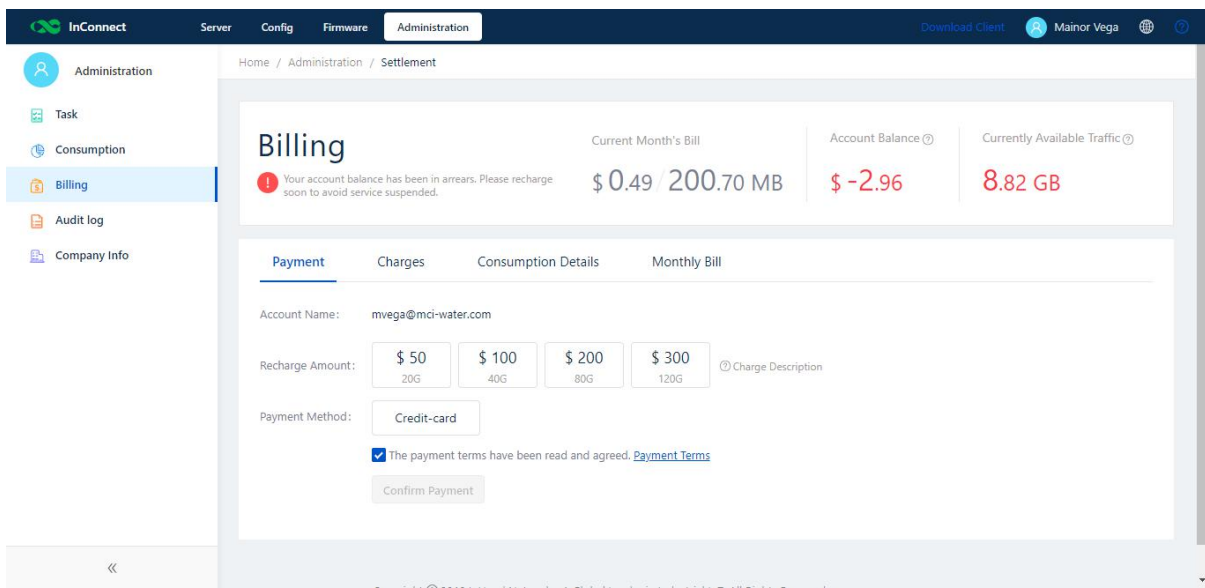 InConnect Server Config Firmware Administration Download Client Mainor Vega
Administration
Home / Administration / Settlement
Task
Consumption
Billing
Audit log
Company Info
Billing
Your account balance has been in arrears. Please recharge
soon to avoid service suspended.
Current Month's Bill
$ 0.49 / 200.70 MB
Account Balance
$ -2.96
Currently Available Traffic
8.82 GB
Payment Charges Consumption Details Monthly Bill
Account Name: mvega@mci-water.com
Recharge Amount: $ 50 $ 100 $ 200 $ 300
20G 40G 80G 120G
Charge Description
Payment Method: Credit-card
The payment terms have been read and agreed. Payment Terms
Confirm Payment